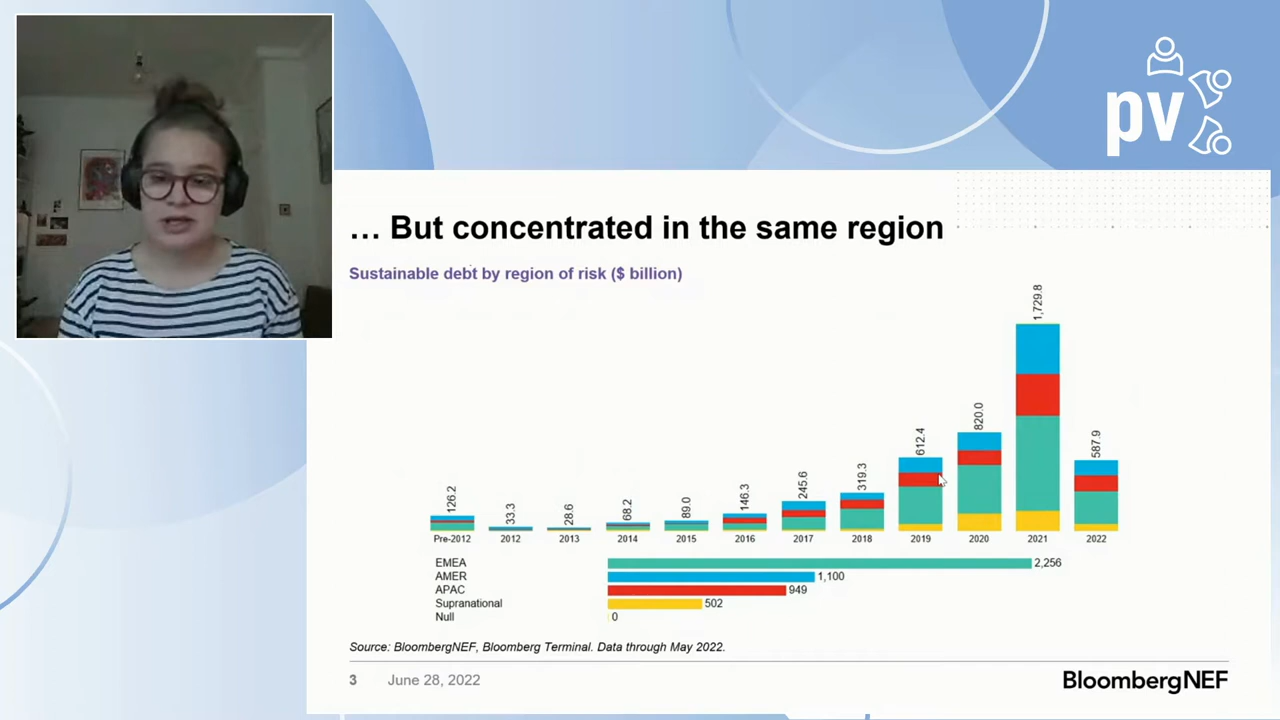 pv
… But concentrated in the same region
Sustainable debt by region of risk ($ billion)
126.2
33.3
28.6
68.2
89.0
146.3
245.6
319.3
612.4
820.0
1,729.8
587.9
Pre-2012 2012 2013 2014 2015 2016 2017 2018 2019 2020 2021 2022
EMEA 2,256
AMER 1,100
APAC 949
Supranational 502
Null 0
Source: BloombergNEF, Bloomberg Terminal. Data through May 2022.
3 June 28, 2022 BloombergNEF